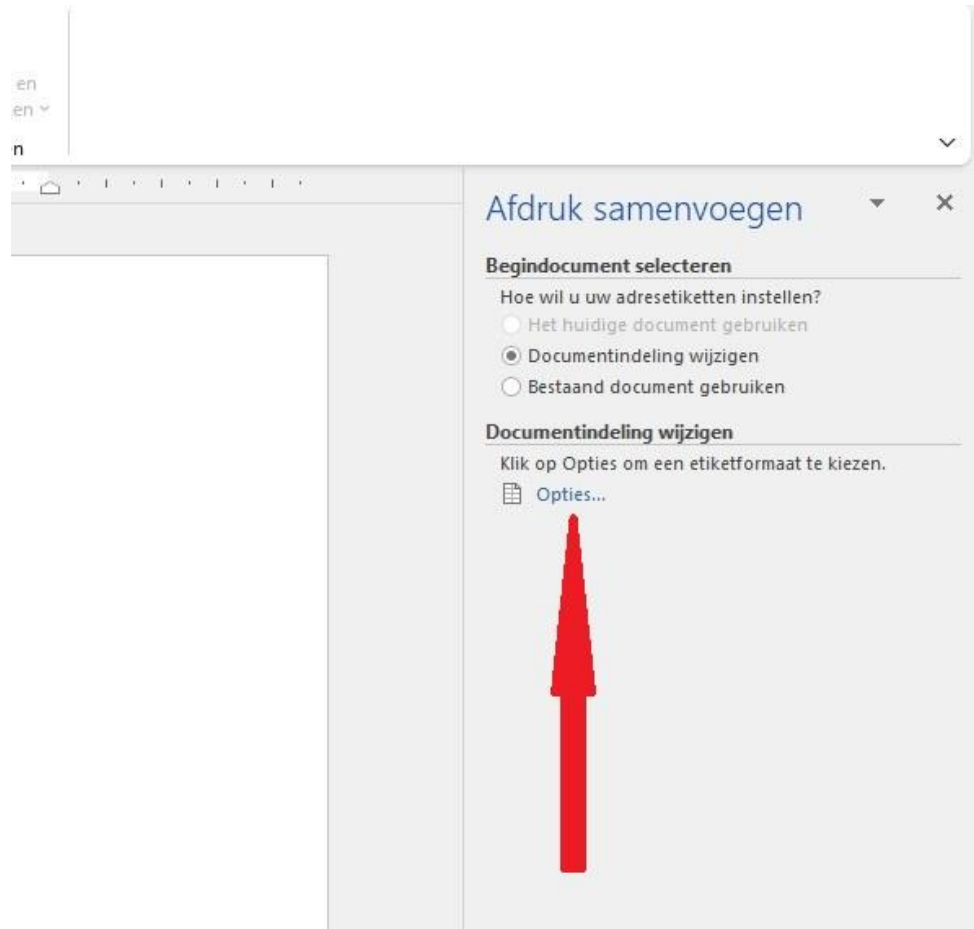 en
en
n
Afdruk samenvoegen
Begindocument selecteren
Hoe wil u uw adresetiketten instellen?
Het huidige document gebruiken
Documentindeling wijzigen
Bestaand document gebruiken
Documentindeling wijzigen
Klik op Opties om een etiketformaat te kiezen.
Opties...